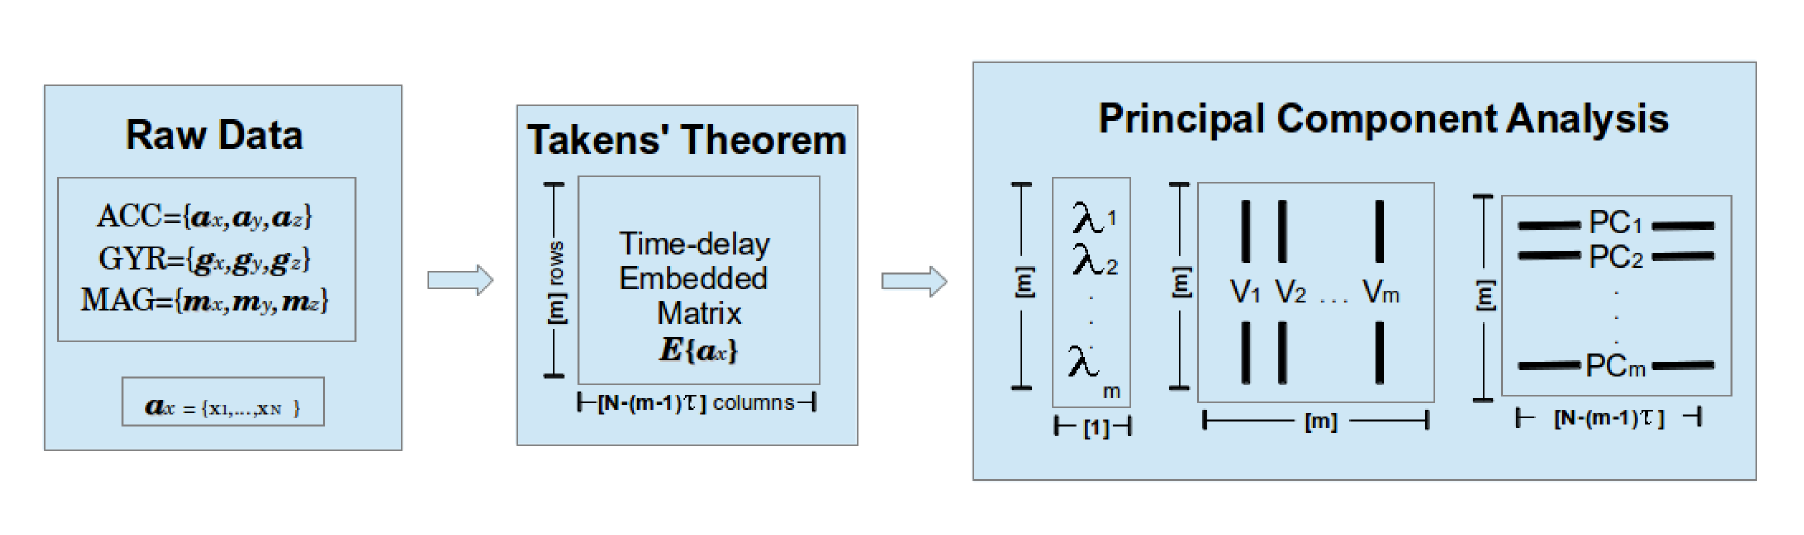 Raw Data
ACC={ax,ay,az}
GYR={gx,gy,gz}
MAG={mx,my,mz}
ax = {x1,...,xN }
Takens' Theorem
[m] rows
Time-delay
Embedded
Matrix
E{ax}
[N-(m-1)τ] columns
Principal Component Analysis
[m]
λ1
λ2
.
.
.
λm
[1]
[m]
V1 V2 ... Vm
[m]
[m]
PC1
PC2
.
.
.
PCm
[N-(m-1)τ ]